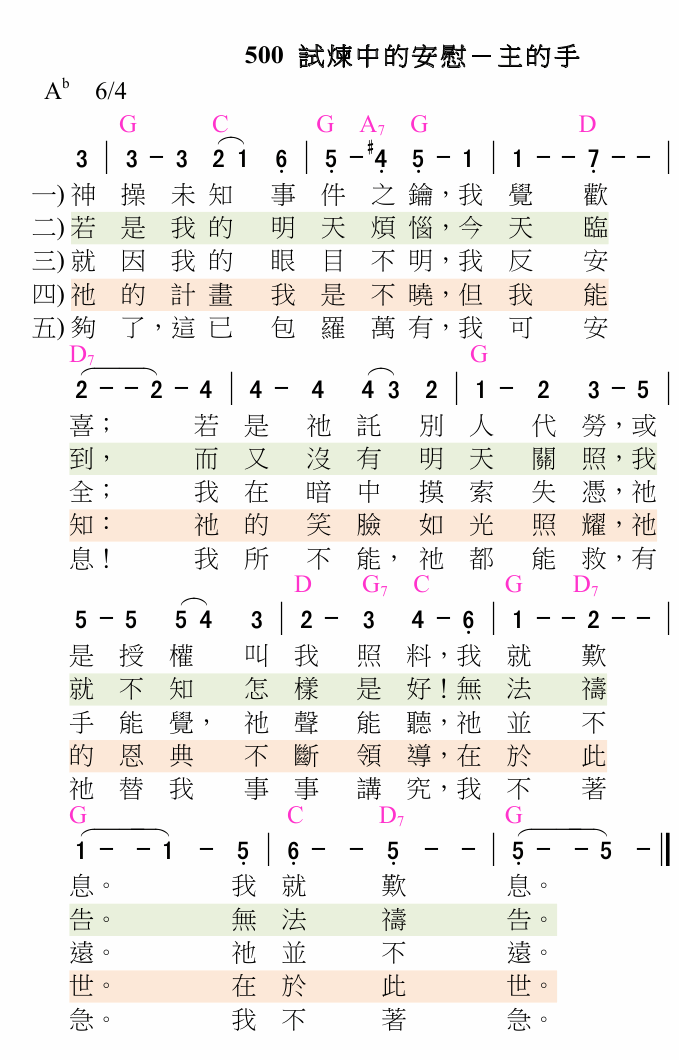 500 試煉中的安慰－主的手
A♭ 6/4
G C G A7 G D
3 | 3 - 3 2 1 6̣ | 5̣ - #4̣ 5̣ - 1 | 1 - - 7̣ - - |
一) 神操未知事件之鑰，我覺歡
二) 若是我的明天煩惱，今天臨
三) 就因我的眼目不明，我反安
四) 祂的計畫我是不曉，但我能
五) 夠了，這已包羅萬有，我可安
D7 G
2 - - 2 - 4 | 4 - 4 4 3 2 | 1 - 2 3 - 5 |
喜； 若是祂託別人代勞，或
到， 而又沒有明天關照，我
全； 我在暗中摸索失憑，祂
知： 祂的笑臉如光照耀，祂
息！ 我所不能，祂都能救，有
D G7 C G D7
5 - 5 5 4 3 | 2 - 3 4 - 6̣ | 1 - - 2 - - |
是授權叫我照料，我就歎
就不知怎樣是好！無法禱
手能覺，祂聲能聽，祂並不
的恩典不斷領導，在於此
祂替我事事講究，我不著
G C D7 G
1 - - 1 - 5̣ | 6̣ - - 5̣ - - | 5̣ - - 5 - ‖
息。 我就歎息。
告。 無法禱告。
遠。 祂並不遠。
世。 在於此世。
急。 我不著急。